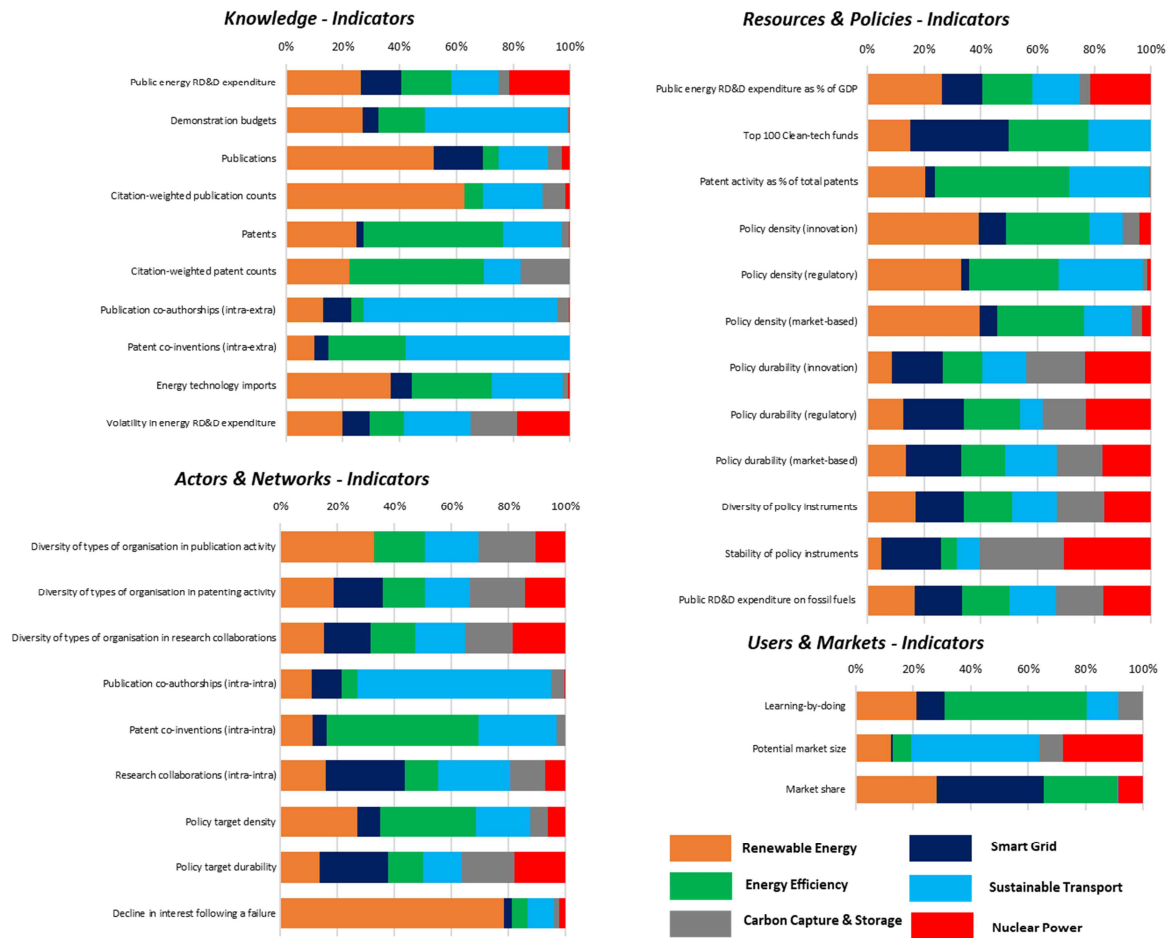 Knowledge - Indicators
0% 20% 40% 60% 80% 100%
Public energy RD&D expenditure
Demonstration budgets
Publications
Citation-weighted publication counts
Patents
Citation-weighted patent counts
Publication co-authorships (intra-extra)
Patent co-inventions (intra-extra)
Energy technology imports
Volatility in energy RD&D expenditure
Actors & Networks - Indicators
0% 20% 40% 60% 80% 100%
Diversity of types of organisation in publication activity
Diversity of types of organisation in patenting activity
Diversity of types of organisation in research collaborations
Publication co-authorships (intra-intra)
Patent co-inventions (intra-intra)
Research collaborations (intra-intra)
Policy target density
Policy target durability
Decline in interest following a failure
Resources & Policies - Indicators
0% 20% 40% 60% 80% 100%
Public energy RD&D expenditure as % of GDP
Top 100 Clean-tech funds
Patent activity as % of total patents
Policy density (innovation)
Policy density (regulatory)
Policy density (market-based)
Policy durability (innovation)
Policy durability (regulatory)
Policy durability (market-based)
Diversity of policy instruments
Stability of policy instruments
Public RD&D expenditure on fossil fuels
Users & Markets - Indicators
0% 20% 40% 60% 80% 100%
Learning-by-doing
Potential market size
Market share
Renewable Energy
Smart Grid
Energy Efficiency
Sustainable Transport
Carbon Capture & Storage
Nuclear Power